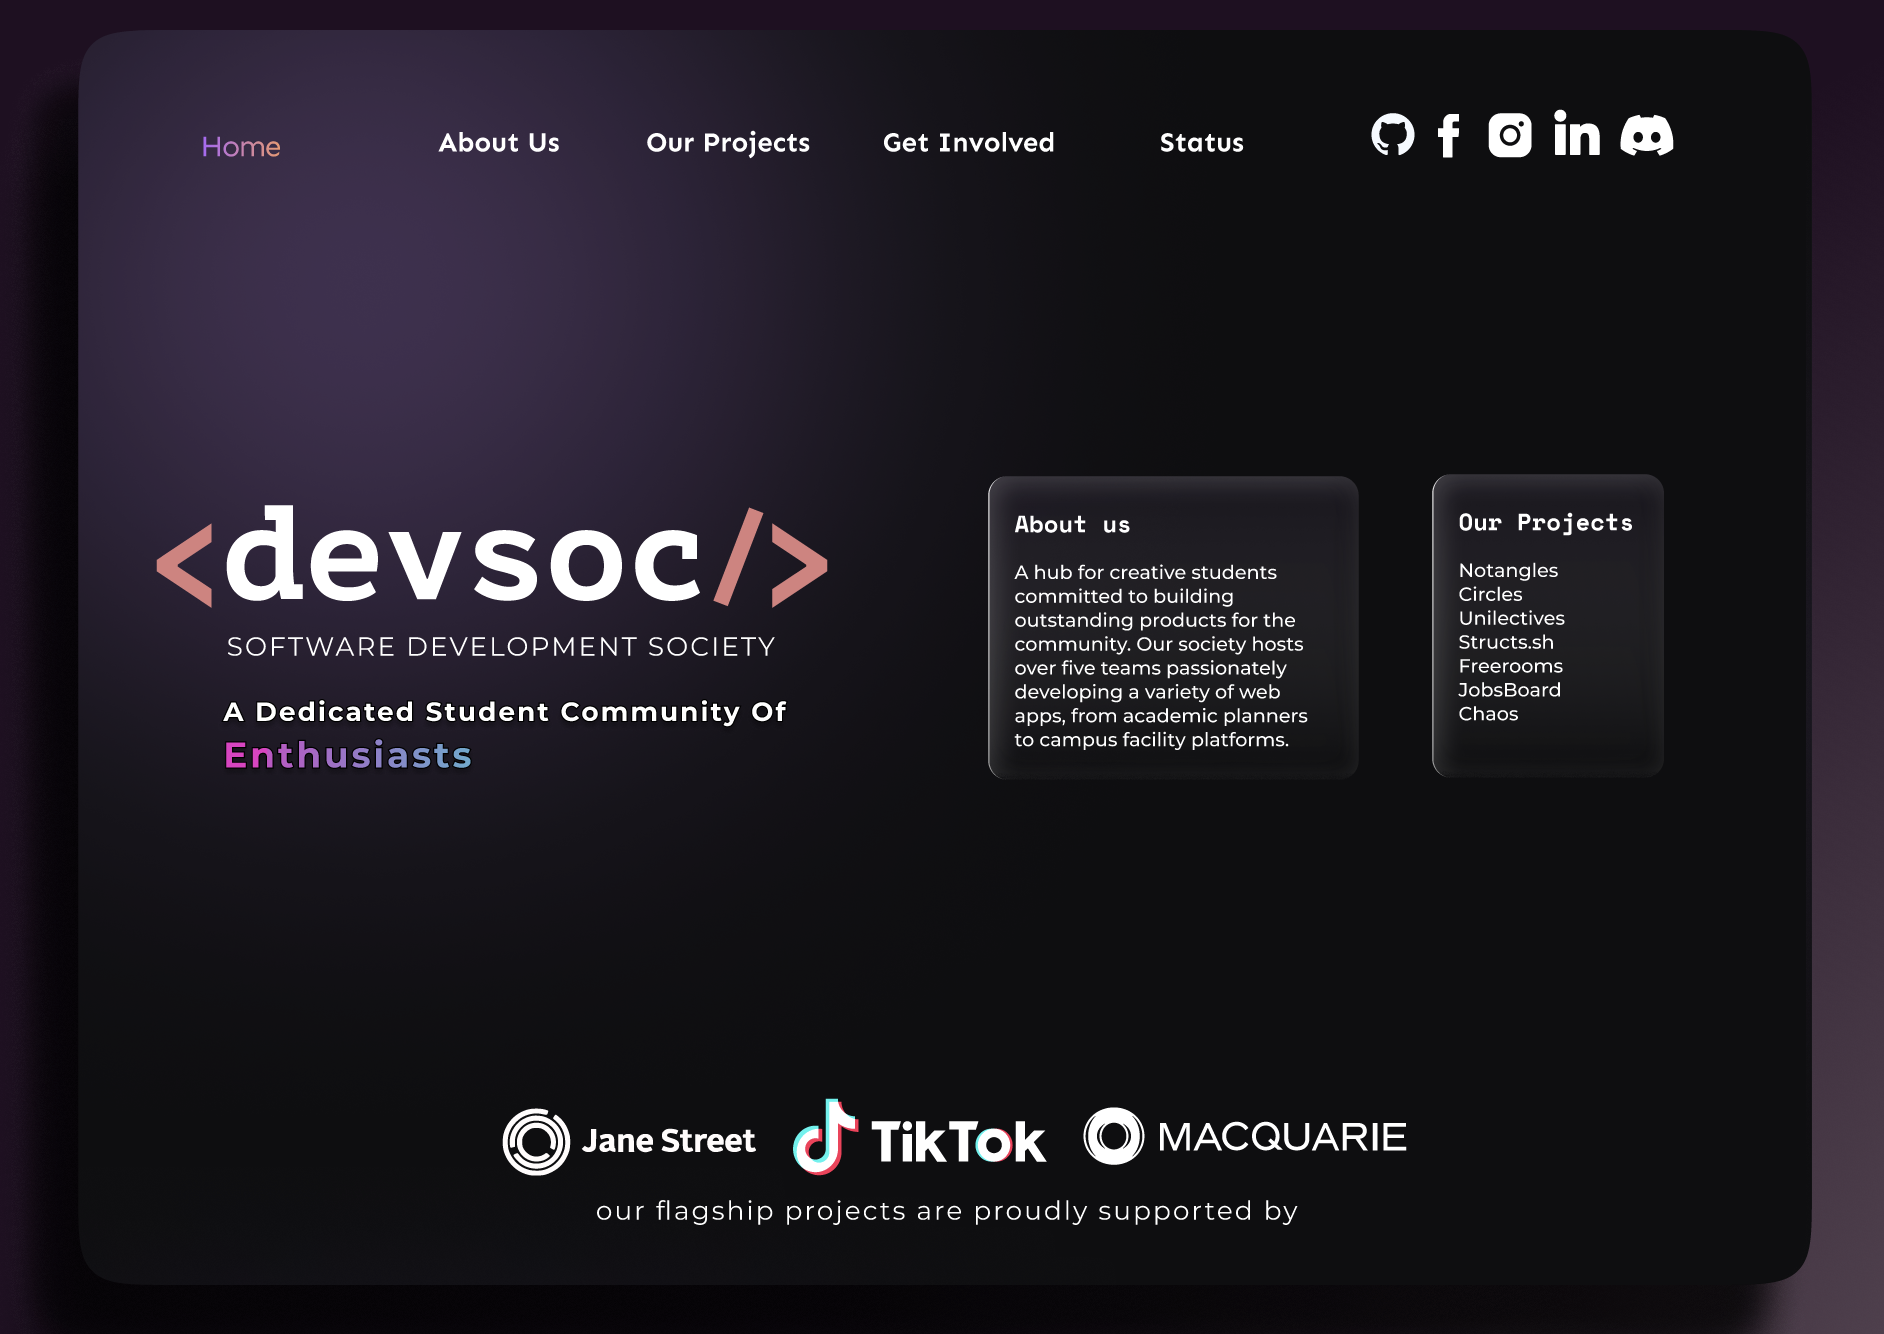 Home
About Us
Our Projects
Get Involved
Status
<devsoc/>
SOFTWARE DEVELOPMENT SOCIETY
A Dedicated Student Community Of
Enthusiasts
About us
A hub for creative students
committed to building
outstanding products for the
community. Our society hosts
over five teams passionately
developing a variety of web
apps, from academic planners
to campus facility platforms.
Our Projects
Notangles
Circles
Unilectives
Structs.sh
Freerooms
JobsBoard
Chaos
Jane Street
TikTok
MACQUARIE
our flagship projects are proudly supported by